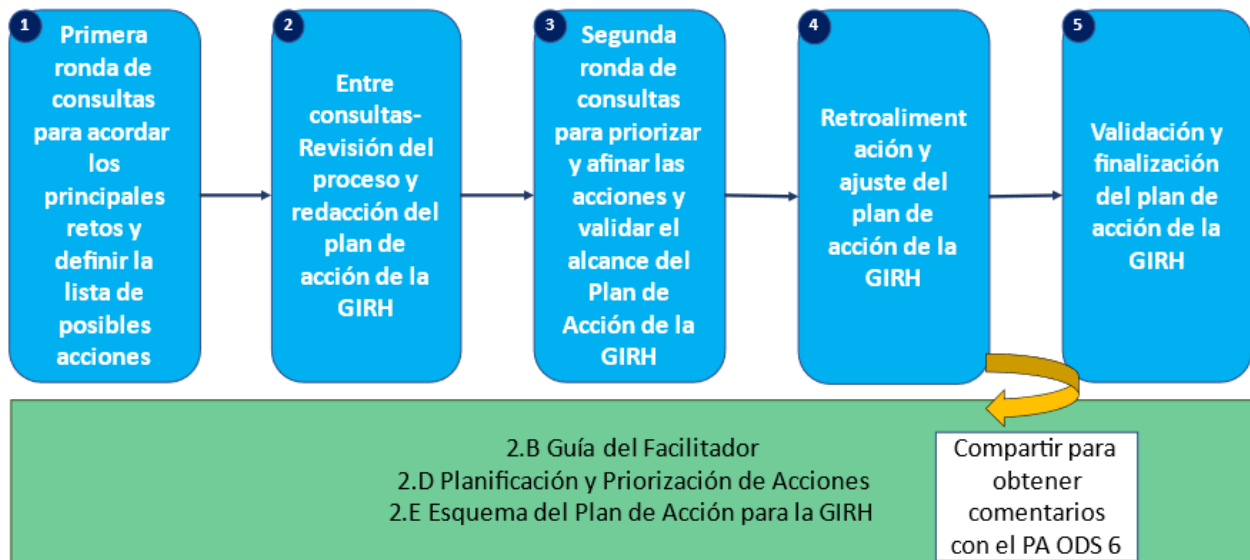 1
Primera
ronda de
consultas
para acordar
los
principales
retos y
definir la
lista de
posibles
acciones
2
Entre
consultas-
Revisión del
proceso y
redacción del
plan de
acción de la
GIRH
3
Segunda
ronda de
consultas
para priorizar
y afinar las
acciones y
validar el
alcance del
Plan de
Acción de la
GIRH
4
Retroaliment
ación y
ajuste del
plan de
acción de la
GIRH
5
Validación y
finalización
del plan de
acción de la
GIRH
2.B Guía del Facilitador
2.D Planificación y Priorización de Acciones
2.E Esquema del Plan de Acción para la GIRH
Compartir para
obtener
comentarios
con el PA ODS 6